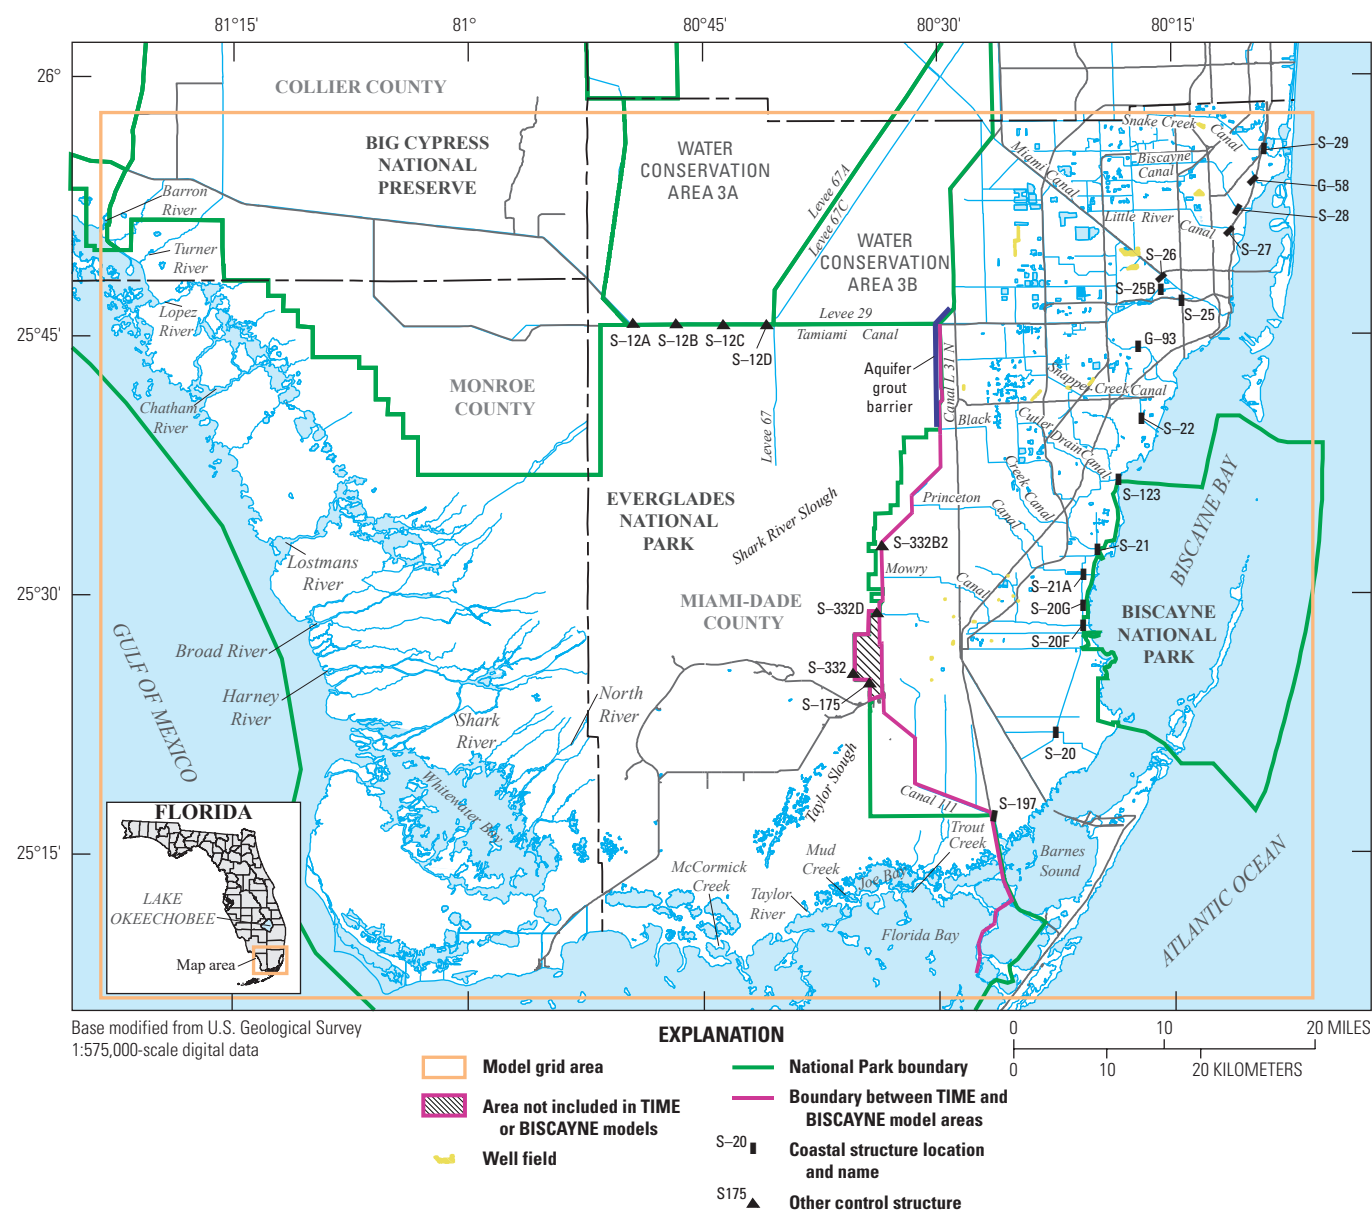 81°15'
81°
80°45'
80°30'
80°15'
26°
25°45'
25°30'
25°15'
COLLIER COUNTY
BIG CYPRESS
NATIONAL
PRESERVE
WATER
CONSERVATION
AREA 3A
Levee 67A
Levee 67C
WATER
CONSERVATION
AREA 3B
Snake Creek
Canal
S–29
Miami Canal
Biscayne
Canal
G–58
Little River
Canal
S–28
S–27
S–26
S–25B
S–25
Barron
River
Turner
River
Lopez
River
Levee 29
Tamiami Canal
S–12A
S–12B
S–12C
S–12D
G–93
Aquifer
grout
barrier
Canal L 31 N
Snapper Creek Canal
MONROE
COUNTY
Chatham
River
Levee 67
Black
Creek Canal
Cutler
Drain Canal
S–22
S–123
EVERGLADES
NATIONAL
PARK
Shark River Slough
Princeton
Canal
BISCAYNE BAY
S–332B2
S–21
Lostmans
River
Mowry
Canal
S–21A
MIAMI-DADE
COUNTY
S–332D
S–20G
S–20F
BISCAYNE
NATIONAL
PARK
GULF OF MEXICO
Broad River
Harney
River
S–332
S–175
North
River
Shark
River
S–20
Whitewater Bay
Taylor Slough
Canal 111
S–197
Trout
Creek
Mud
Creek
Joe Bay
Barnes
Sound
McCormick
Creek
Taylor
River
Florida Bay
ATLANTIC OCEAN
FLORIDA
LAKE
OKEECHOBEE
Map area
Base modified from U.S. Geological Survey
1:575,000-scale digital data
EXPLANATION
0 10 20 MILES
0 10 20 KILOMETERS
Model grid area
Area not included in TIME
or BISCAYNE models
Well field
National Park boundary
Boundary between TIME and
BISCAYNE model areas
S–20
Coastal structure location
and name
S175
Other control structure